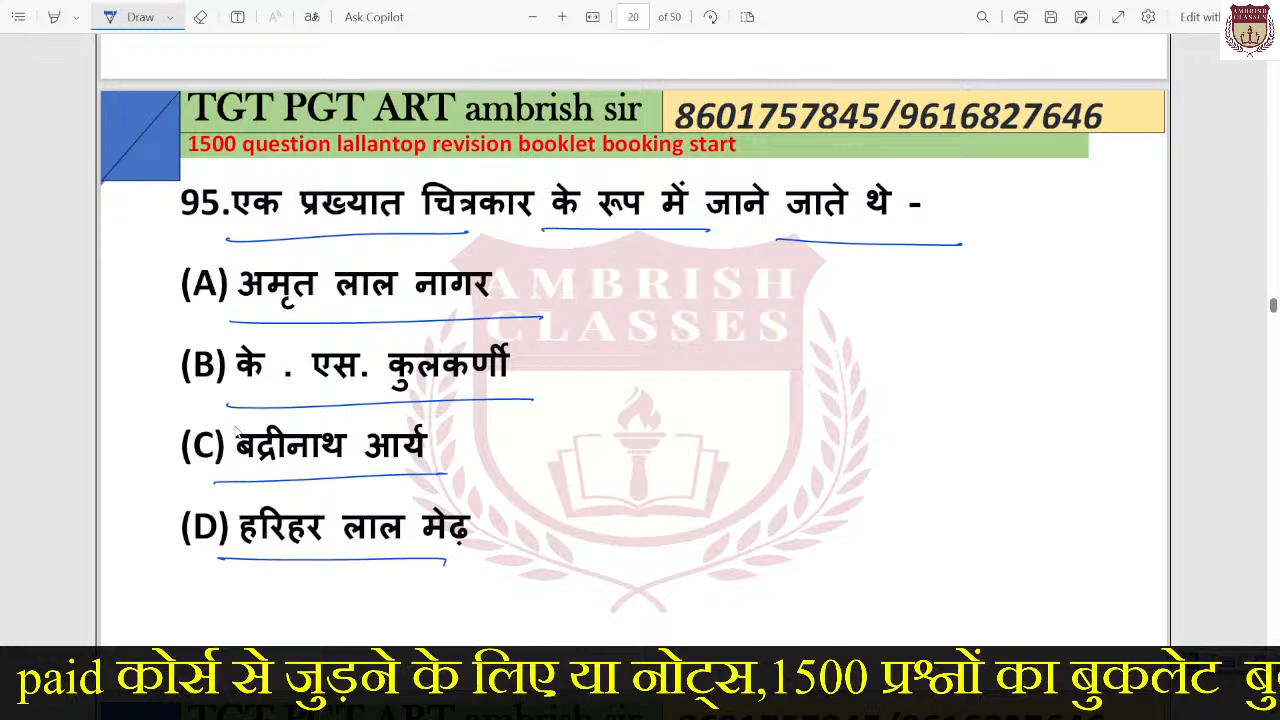 Draw
Ask Copilot
20 of 50
Edit with
TGT PGT ART ambrish sir
8601757845/9616827646
1500 question lallantop revision booklet booking start
95.एक प्रख्यात चित्रकार के रूप में जाने जाते थे -
(A) अमृत लाल नागर
(B) के . एस. कुलकर्णी
(C) बद्रीनाथ आर्य
(D) हरिहर लाल मेढ़
AMBRISH
CLASSES
paid कोर्स से जुड़ने के लिए या नोट्स,1500 प्रश्नों का बुकलेट